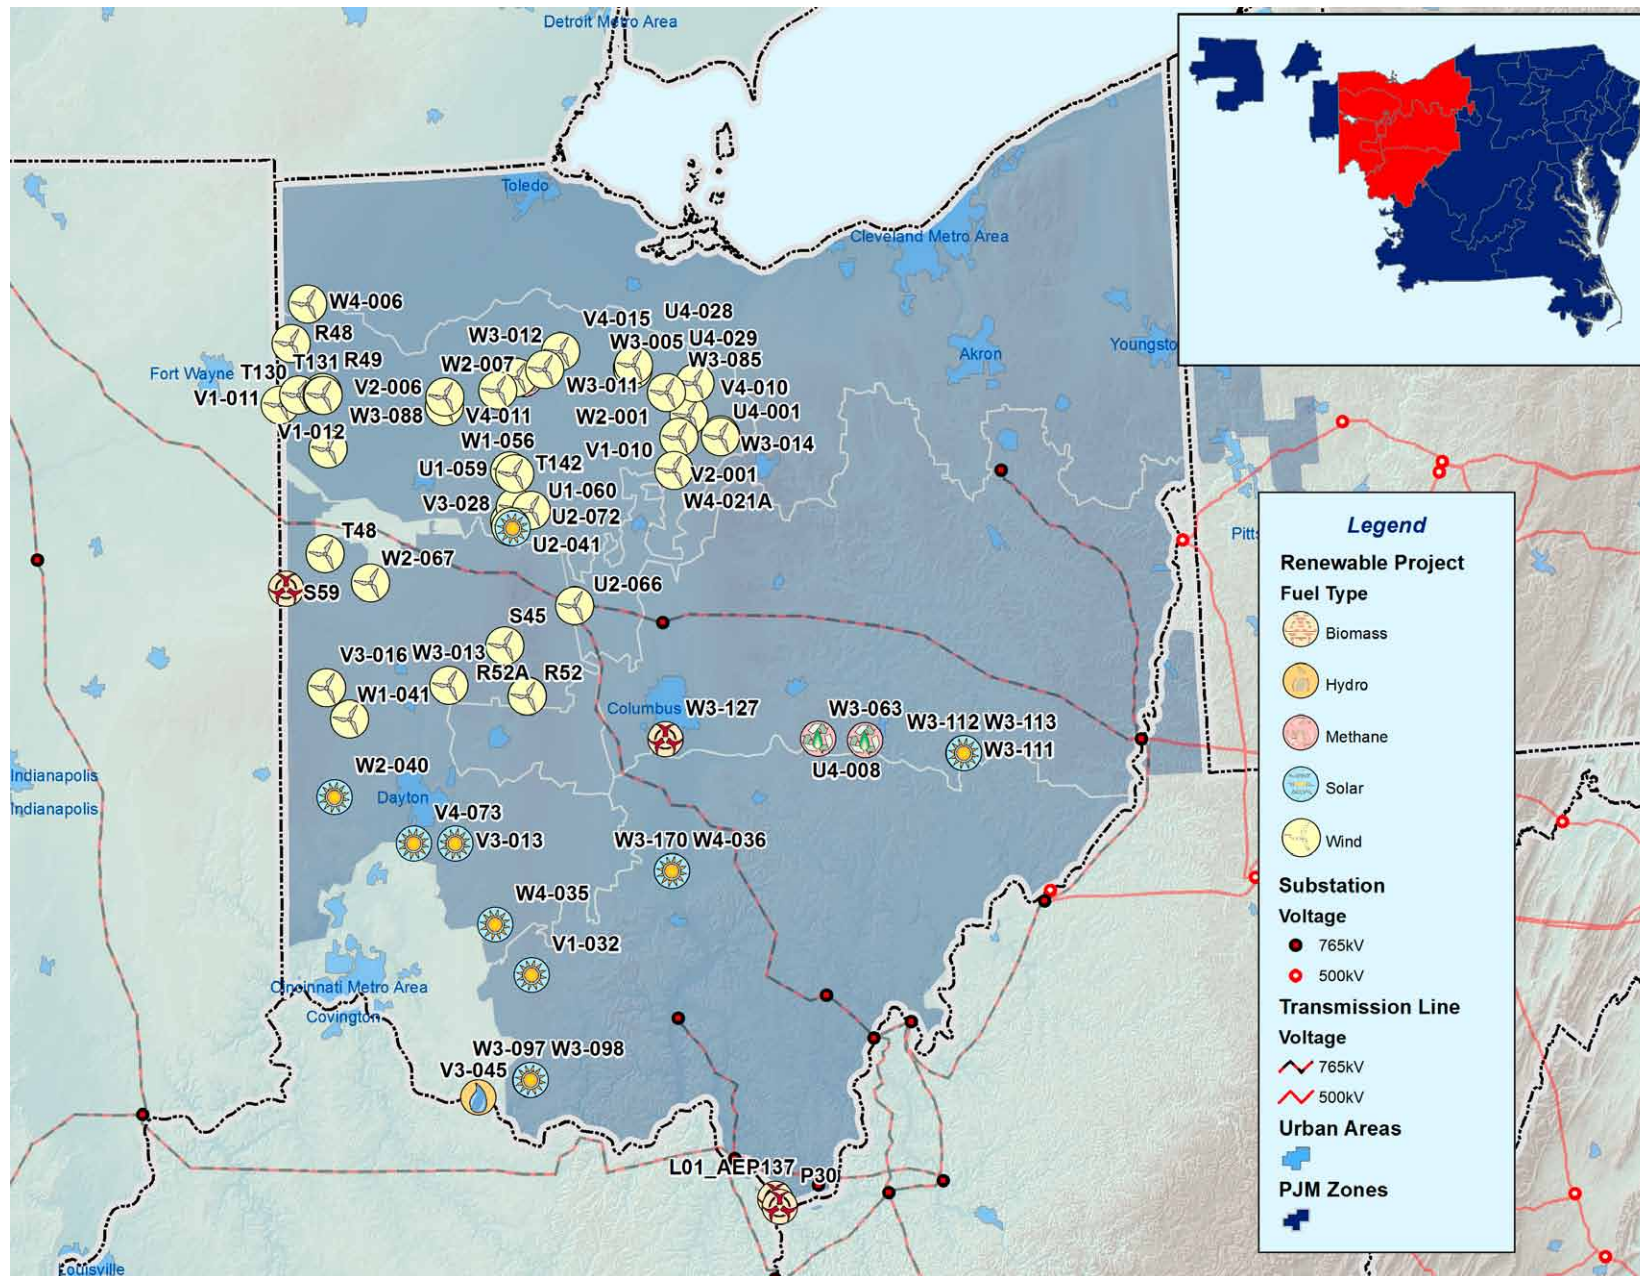 Detroit Metro Area
Toledo
Cleveland Metro Area
W4-006
V4-015
U4-028
R48
W3-012
W3-005
U4-029
Akron
Youngsto
Fort Wayne
T130
T131
R49
V2-006
W2-007
W3-085
V1-011
W3-011
V4-010
W3-088
V4-011
W2-001
U4-001
V1-012
W1-056
V1-010
W3-014
U1-059
T142
V2-001
V3-028
U1-060
W4-021A
U2-072
T48
U2-041
W2-067
S59
U2-066
S45
V3-016
W3-013
R52A
R52
W1-041
Columbus
W3-127
W3-063
W3-112 W3-113
W3-111
U4-008
Indianapolis
Indianapolis
W2-040
Dayton
V4-073
V3-013
W3-170 W4-036
W4-035
V1-032
Cincinnati Metro Area
Covington
W3-097 W3-098
V3-045
L01_AEP137
P30
Louisville
Pitts
Legend
Renewable Project
Fuel Type
Biomass
Hydro
Methane
Solar
Wind
Substation
Voltage
765kV
500kV
Transmission Line
Voltage
765kV
500kV
Urban Areas
PJM Zones